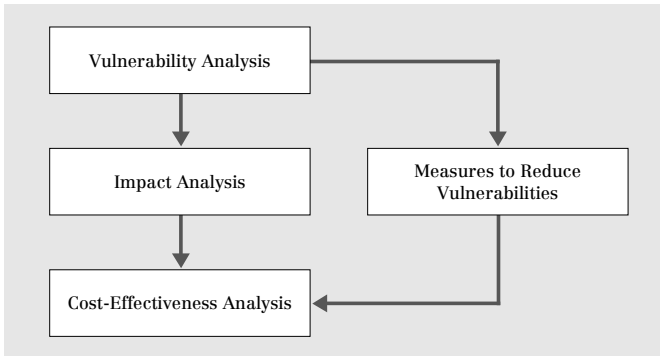 Vulnerability Analysis
Impact Analysis
Measures to Reduce
Vulnerabilities
Cost-Effectiveness Analysis